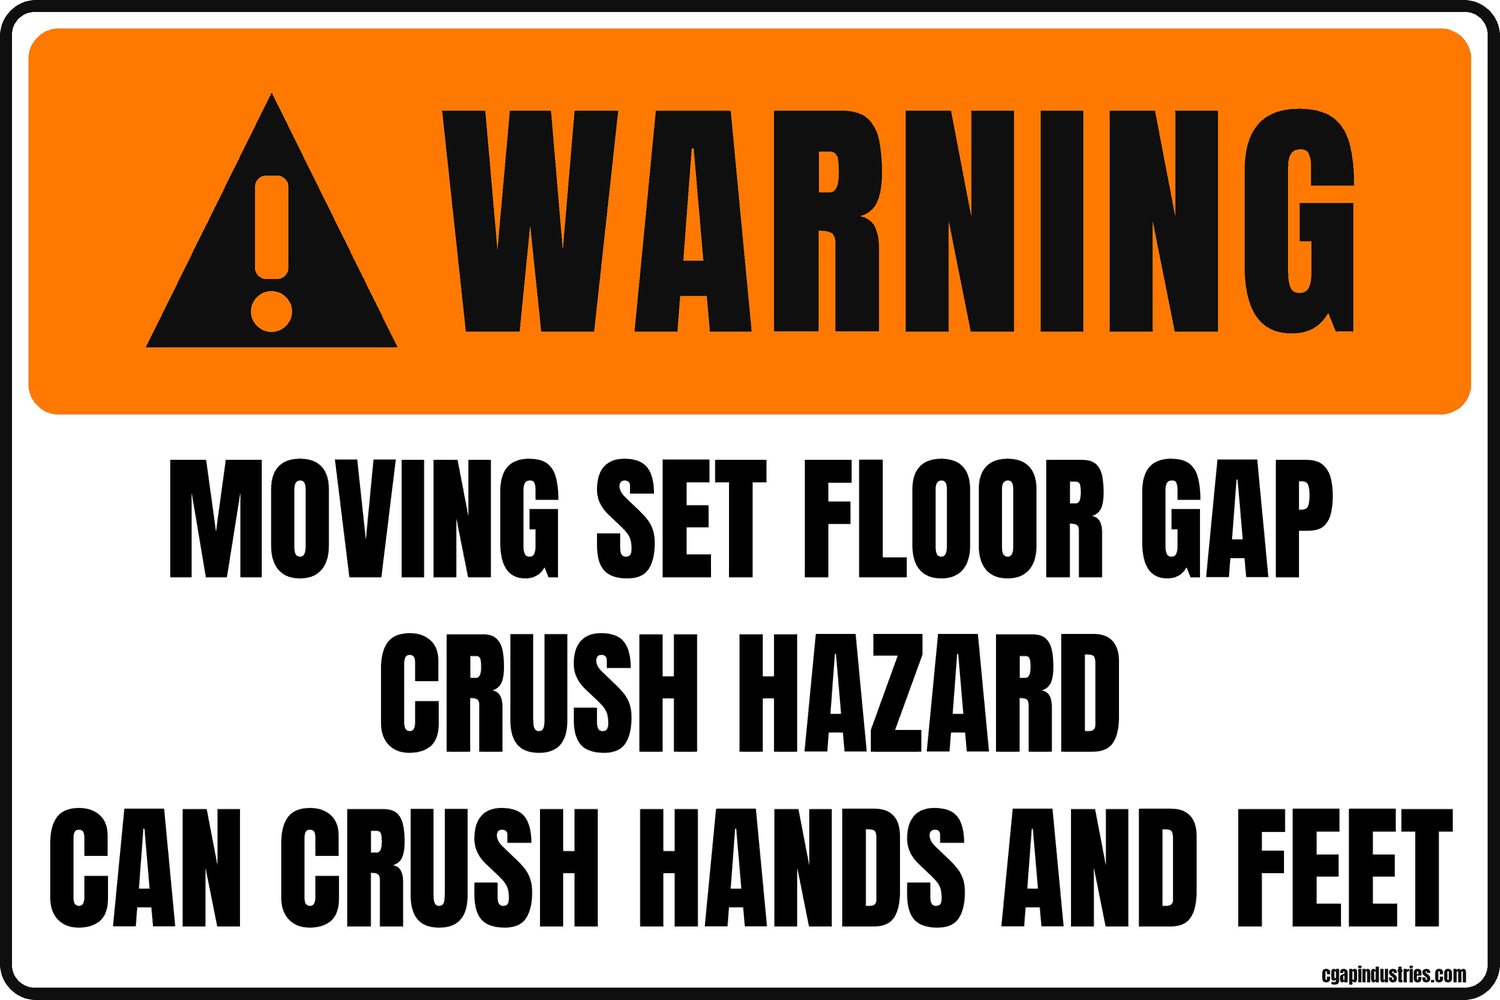 WARNING
MOVING SET FLOOR GAP
CRUSH HAZARD
CAN CRUSH HANDS AND FEET
cgapindustries.com